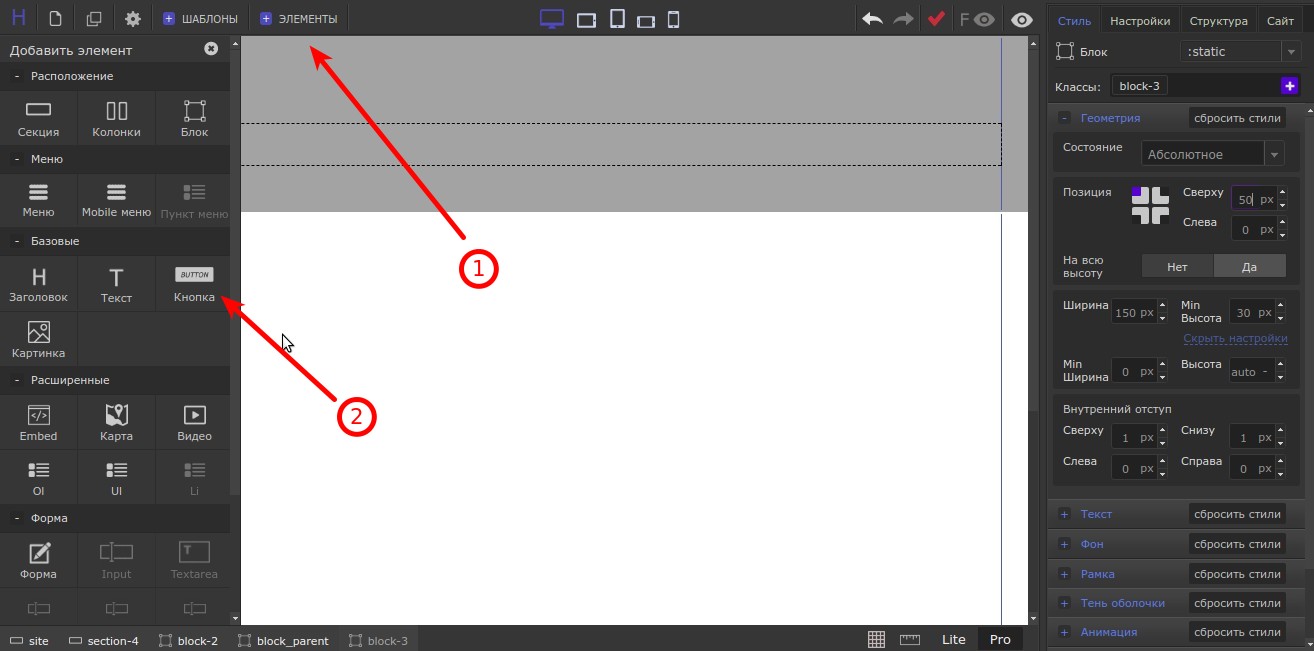 H
ШАБЛОНЫ
ЭЛЕМЕНТЫ
F
Стиль Настройки Структура Сайт
Добавить элемент
Расположение
Секция Колонки Блок
Меню
Меню Mobile меню Пункт меню
Базовые
H T BUTTON
Заголовок Текст Кнопка
Картинка
Расширенные
Embed Карта Видео
Ol Ul Li
Форма
T
Форма Input Textarea
1
2
Блок :static
Классы: block-3
Геометрия сбросить стили
Состояние Абсолютное
Позиция Сверху 50 px
Слева 0 px
На всю
высоту Нет Да
Ширина 150 px Min
Высота 30 px
Скрыть настройки
Min
Ширина 0 px Высота auto -
Внутренний отступ
Сверху 1 px Снизу 1 px
Слева 0 px Справа 0 px
Текст сбросить стили
Фон сбросить стили
Рамка сбросить стили
Тень оболочки сбросить стили
Анимация сбросить стили
site section-4 block-2 block_parent block-3
Lite Pro